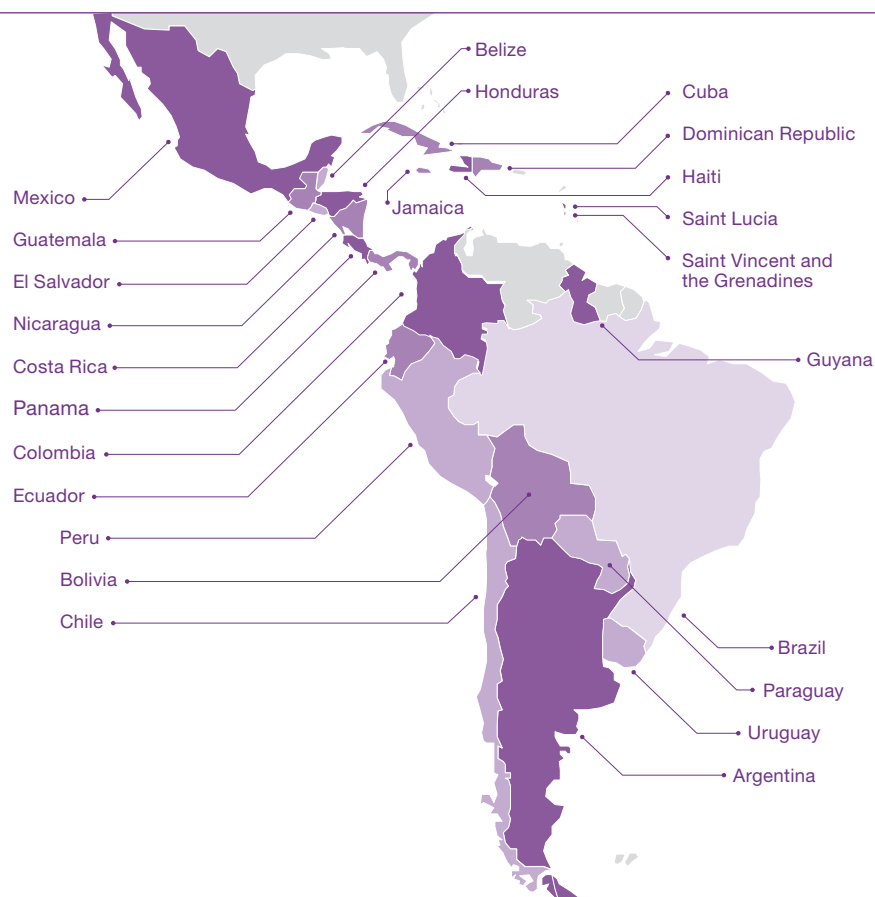 Belize
Honduras
Cuba
Dominican Republic
Haiti
Mexico
Jamaica
Saint Lucia
Guatemala
Saint Vincent and
the Grenadines
El Salvador
Nicaragua
Guyana
Costa Rica
Panama
Colombia
Ecuador
Peru
Bolivia
Chile
Brazil
Paraguay
Uruguay
Argentina